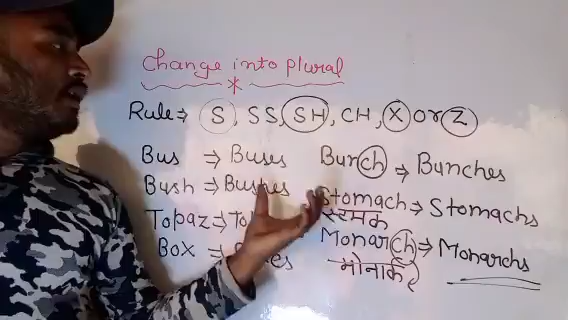 Change into plural
Rule ⇒ S, SS, SH, CH, X or Z
Bus ⇒ Buses
Bush ⇒ Bushes
Topaz ⇒
Box ⇒
Bunch ⇒ Bunches
Stomach → Stomachs
स्टमक
Monarch → Monarchs
मोनार्क